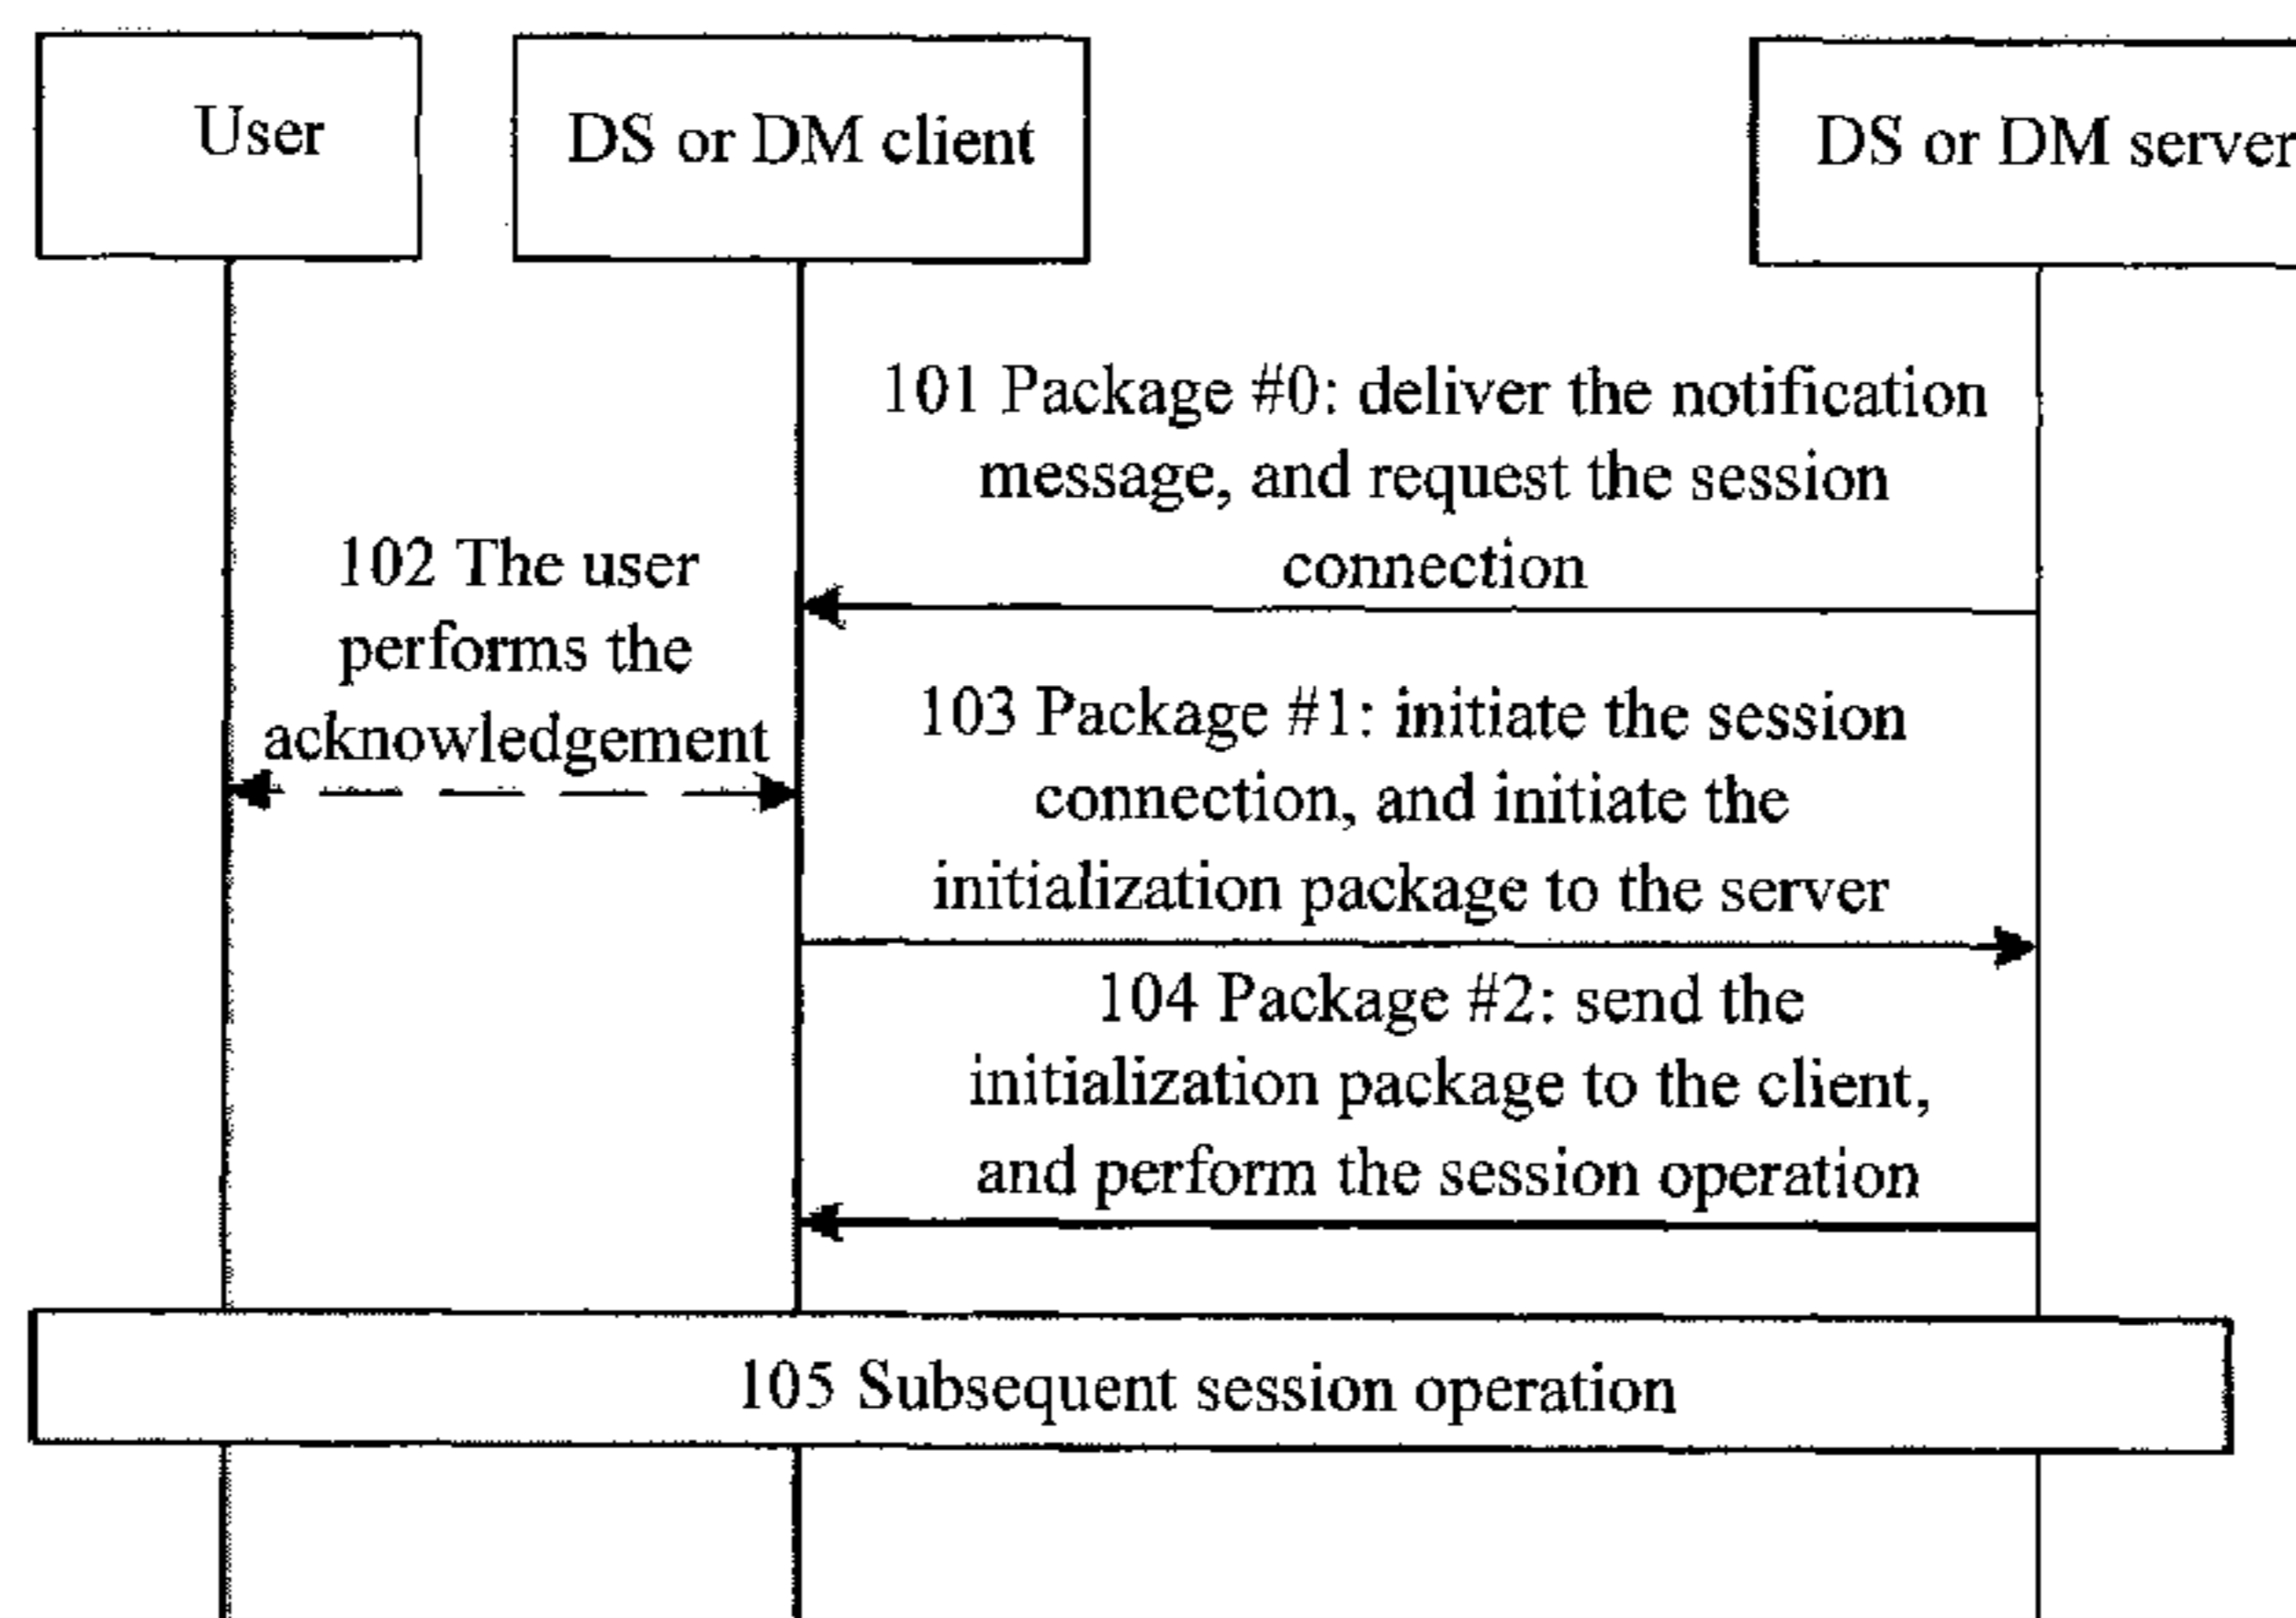 User
DS or DM client
DS or DM server
101 Package #0: deliver the notification
message, and request the session
connection
102 The user
performs the
acknowledgement
103 Package #1: initiate the session
connection, and initiate the
initialization package to the server
104 Package #2: send the
initialization package to the client,
and perform the session operation
105 Subsequent session operation